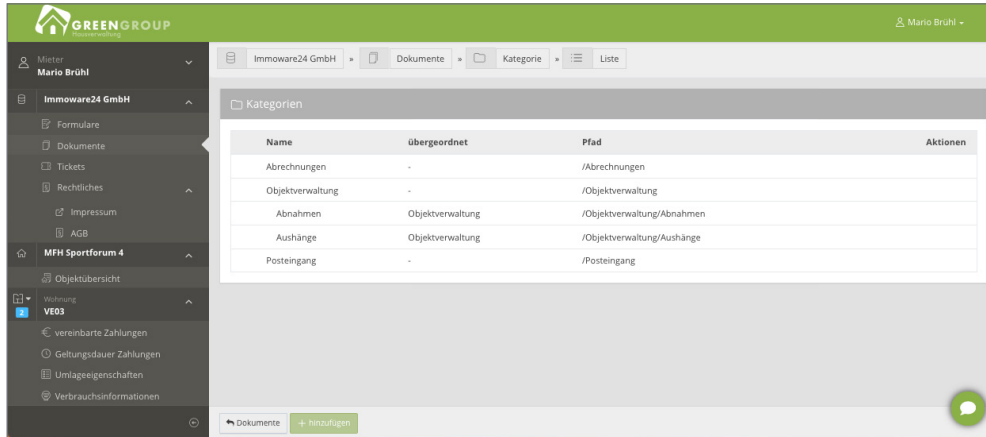 GREENGROUP
Hausverwaltung
Mario Brühl
Mieter
Mario Brühl
Immoware24 GmbH
Formulare
Dokumente
Tickets
Rechtliches
Impressum
AGB
MFH Sportforum 4
Objektübersicht
Wohnung
VE03
2
vereinbarte Zahlungen
Geltungsdauer Zahlungen
Umlageeigenschaften
Verbrauchsinformationen
Immoware24 GmbH » Dokumente » Kategorie » Liste
Kategorien
Name übergeordnet Pfad Aktionen
Abrechnungen - /Abrechnungen
Objektverwaltung - /Objektverwaltung
Abnahmen Objektverwaltung /Objektverwaltung/Abnahmen
Aushänge Objektverwaltung /Objektverwaltung/Aushänge
Posteingang - /Posteingang
Dokumente + hinzufügen